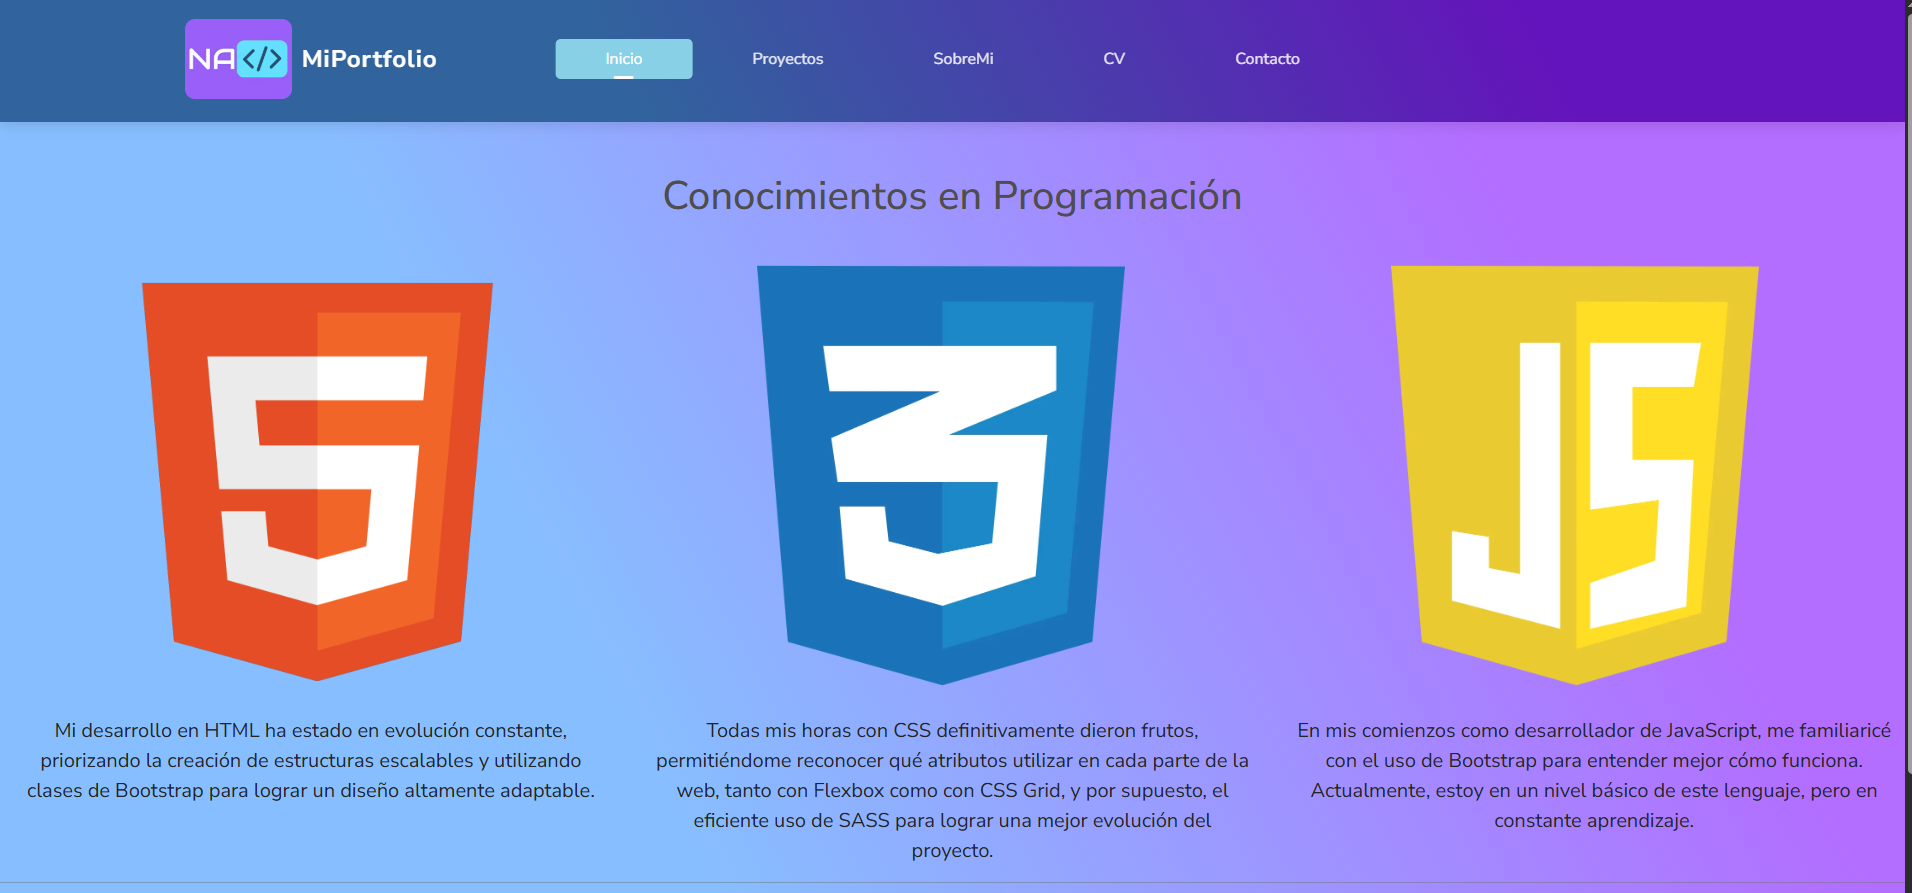 NA</> MiPortfolio Inicio Proyectos SobreMi CV Contacto
Conocimientos en Programación
5
3
JS
Mi desarrollo en HTML ha estado en evolución constante,
priorizando la creación de estructuras escalables y utilizando
clases de Bootstrap para lograr un diseño altamente adaptable.
Todas mis horas con CSS definitivamente dieron frutos,
permitiéndome reconocer qué atributos utilizar en cada parte de la
web, tanto con Flexbox como con CSS Grid, y por supuesto, el
eficiente uso de SASS para lograr una mejor evolución del
proyecto.
En mis comienzos como desarrollador de JavaScript, me familiaricé
con el uso de Bootstrap para entender mejor cómo funciona.
Actualmente, estoy en un nivel básico de este lenguaje, pero en
constante aprendizaje.